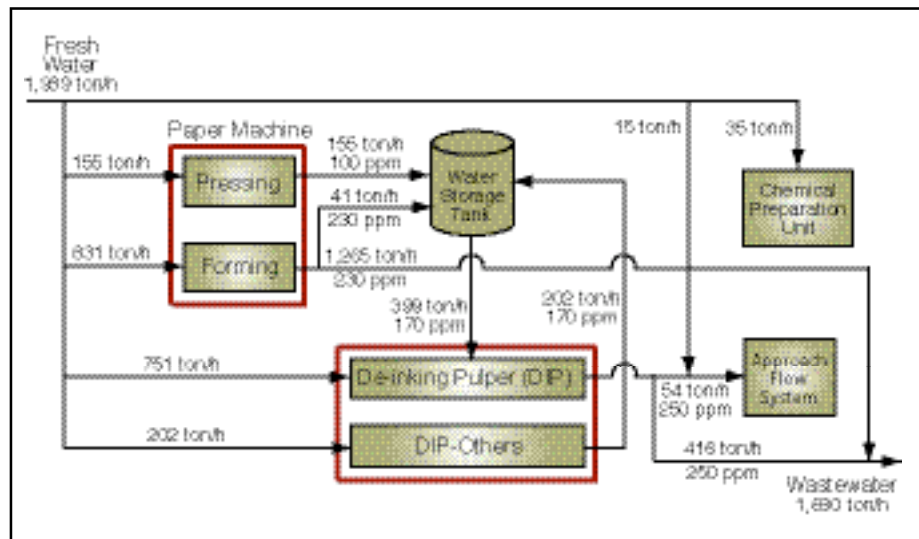 Fresh
Water
1,989 ton/h
Paper Machine
155 ton/h
Pressing
155 ton/h
100 ppm
Water
Storage
Tank
15 ton/h
35 ton/h
Chemical
Preparation
Unit
41 ton/h
230 ppm
831 ton/h
Forming
1,265 ton/h
230 ppm
399 ton/h
170 ppm
202 ton/h
170 ppm
751 ton/h
De-inking Pulper (DIP)
54 ton/h
250 ppm
Approach
Flow
System
202 ton/h
DIP-Others
416 ton/h
250 ppm
Wastewater
1,680 ton/h